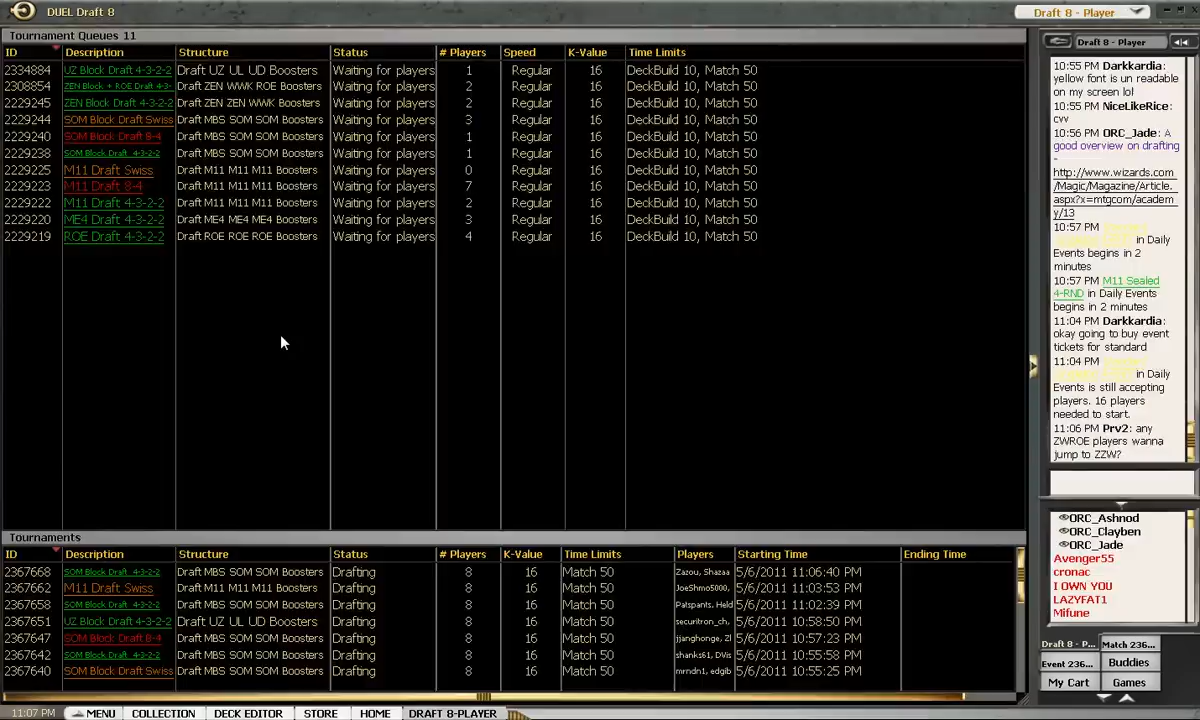 DUEL Draft 8
Draft 8 - Player
Tournament Queues 11
ID Description Structure Status # Players Speed K-Value Time Limits
2334884 UZ Block Draft 4-3-2-2 Draft UZ UL UD Boosters Waiting for players 1 Regular 16 DeckBuild 10, Match 50
2308854 ZEN Block + ROE Draft 4-3- Draft ZEN WWK ROE Boosters Waiting for players 2 Regular 16 DeckBuild 10, Match 50
2229245 ZEN Block Draft 4-3-2-2 Draft ZEN ZEN WWK Boosters Waiting for players 2 Regular 16 DeckBuild 10, Match 50
2229244 SOM Block Draft Swiss Draft MBS SOM SOM Boosters Waiting for players 3 Regular 16 DeckBuild 10, Match 50
2229240 SOM Block Draft 8-4 Draft MBS SOM SOM Boosters Waiting for players 1 Regular 16 DeckBuild 10, Match 50
2229238 SOM Block Draft 4-3-2-2 Draft MBS SOM SOM Boosters Waiting for players 1 Regular 16 DeckBuild 10, Match 50
2229225 M11 Draft Swiss Draft M11 M11 M11 Boosters Waiting for players 0 Regular 16 DeckBuild 10, Match 50
2229223 M11 Draft 8-4 Draft M11 M11 M11 Boosters Waiting for players 7 Regular 16 DeckBuild 10, Match 50
2229222 M11 Draft 4-3-2-2 Draft M11 M11 M11 Boosters Waiting for players 2 Regular 16 DeckBuild 10, Match 50
2229220 ME4 Draft 4-3-2-2 Draft ME4 ME4 ME4 Boosters Waiting for players 3 Regular 16 DeckBuild 10, Match 50
2229219 ROE Draft 4-3-2-2 Draft ROE ROE ROE Boosters Waiting for players 4 Regular 16 DeckBuild 10, Match 50
Tournaments
ID Description Structure Status # Players K-Value Time Limits Players Starting Time Ending Time
2367668 SOM Block Draft 4-3-2-2 Draft MBS SOM SOM Boosters Drafting 8 16 Match 50 Zazou, Shazaa 5/6/2011 11:06:40 PM
2367662 M11 Draft Swiss Draft M11 M11 M11 Boosters Drafting 8 16 Match 50 JoeShmo5000, 5/6/2011 11:03:53 PM
2367658 SOM Block Draft 4-3-2-2 Draft MBS SOM SOM Boosters Drafting 8 16 Match 50 Patspants, Held 5/6/2011 11:02:39 PM
2367651 UZ Block Draft 4-3-2-2 Draft UZ UL UD Boosters Drafting 8 16 Match 50 securitron_ch, 5/6/2011 10:58:50 PM
2367647 SOM Block Draft 8-4 Draft MBS SOM SOM Boosters Drafting 8 16 Match 50 jjanghonge, Zl 5/6/2011 10:57:23 PM
2367642 SOM Block Draft 4-3-2-2 Draft MBS SOM SOM Boosters Drafting 8 16 Match 50 shanks61, DVis 5/6/2011 10:55:58 PM
2367640 SOM Block Draft Swiss Draft MBS SOM SOM Boosters Drafting 8 16 Match 50 mrndn1, edgib 5/6/2011 10:55:25 PM
Draft 8 - Player
10:55 PM Darkkardia:
yellow font is un readable
on my screen lol
10:55 PM NiceLikeRice:
cvv
10:56 PM ORC_Jade: A
good overview on drafting
-
http://www.wizards.com
/Magic/Magazine/Article.
aspx?x=mtgcom/academ
y/13
10:57 PM
in Daily
Events begins in 2
minutes
10:57 PM M11 Sealed
4-RND in Daily Events
begins in 2 minutes
11:04 PM Darkkardia:
okay going to buy event
tickets for standard
11:04 PM
in Daily
Events is still accepting
players. 16 players
needed to start.
11:06 PM Prv2: any
ZWROE players wanna
jump to ZZW?
ORC_Ashnod
ORC_Clayben
ORC_Jade
Avenger55
cronac
I OWN YOU
LAZYFAT1
Mifune
Draft 8 - P... Match 236...
Event 236... Buddies
My Cart Games
11:07 PM MENU COLLECTION DECK EDITOR STORE HOME DRAFT 8-PLAYER